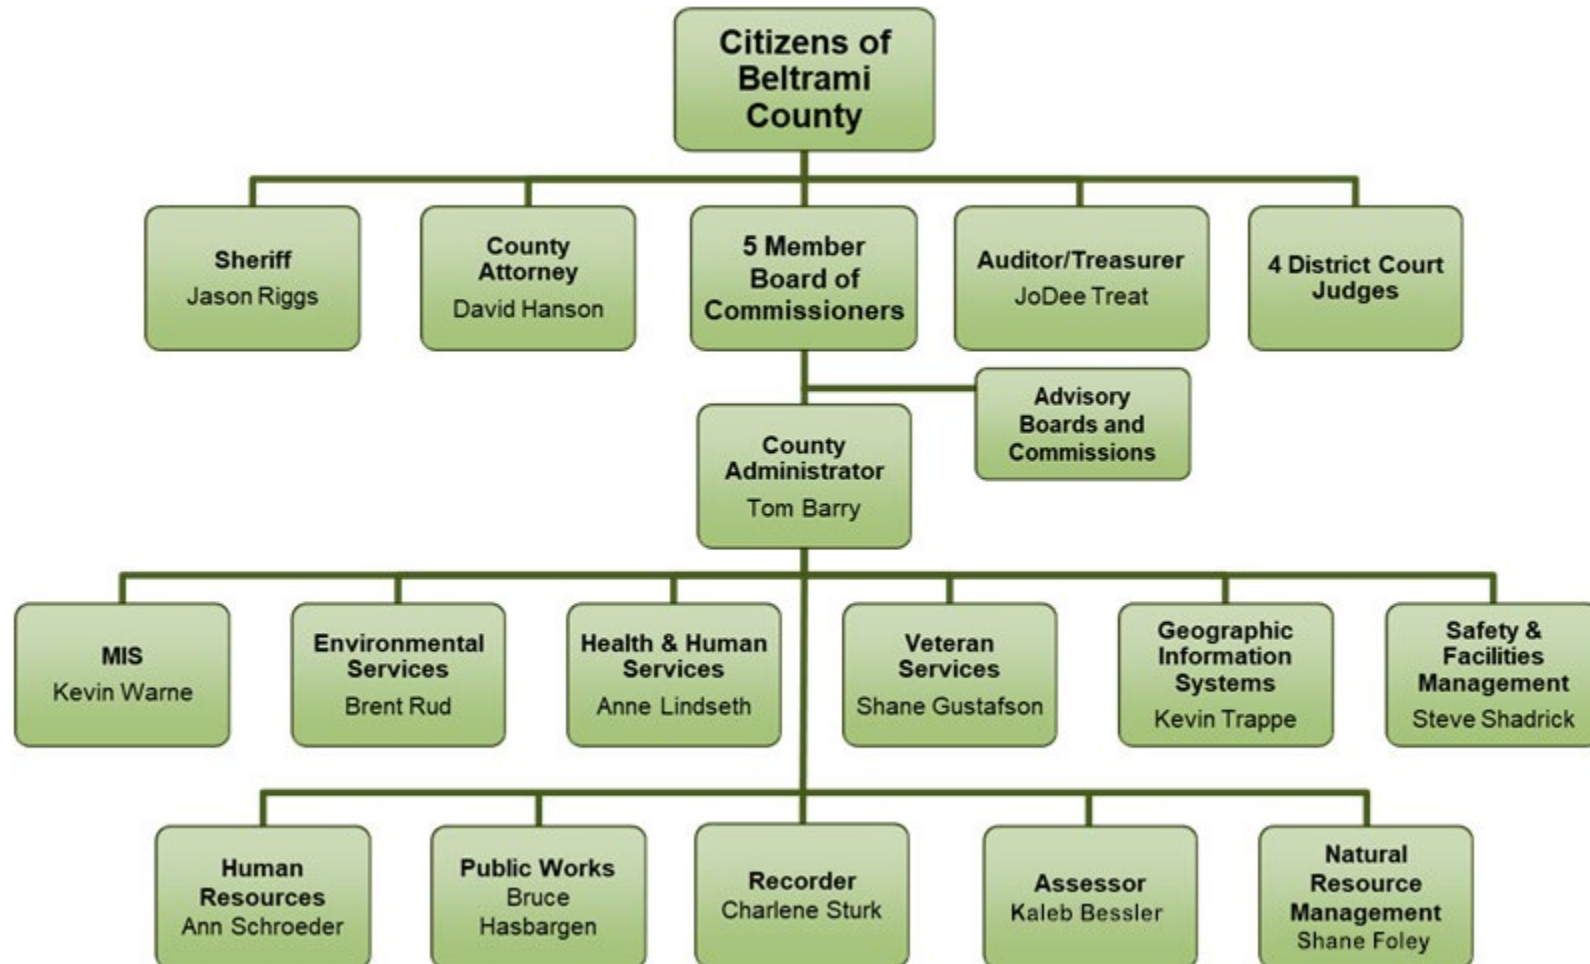 Citizens of
Beltrami
County
Sheriff
Jason Riggs
County
Attorney
David Hanson
5 Member
Board of
Commissioners
Auditor/Treasurer
JoDee Treat
4 District Court
Judges
Advisory
Boards and
Commissions
County
Administrator
Tom Barry
MIS
Kevin Warne
Environmental
Services
Brent Rud
Health & Human
Services
Anne Lindseth
Veteran
Services
Shane Gustafson
Geographic
Information
Systems
Kevin Trappe
Safety &
Facilities
Management
Steve Shadrick
Human
Resources
Ann Schroeder
Public Works
Bruce
Hasbargen
Recorder
Charlene Sturk
Assessor
Kaleb Bessler
Natural
Resource
Management
Shane Foley